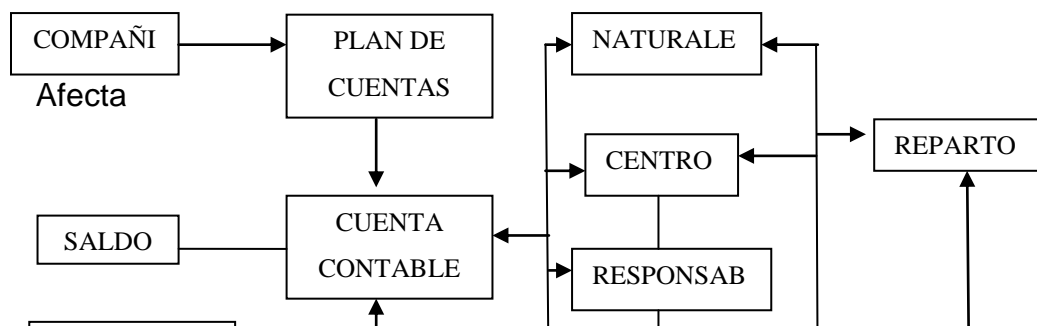 COMPAÑI
Afecta
PLAN DE
CUENTAS
NATURALE
CENTRO
REPARTO
SALDO
CUENTA
CONTABLE
RESPONSAB